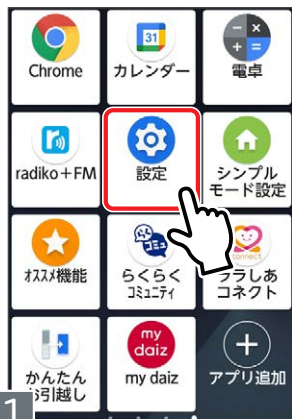 31
Chrome
カレンダー
電卓
radiko+FM
設定
シンプル
モード設定
オススメ機能
らくらく
コミュニティ
connect
ララしあ
コネクト
my
daiz
かんたん
お引越し
my daiz
アプリ追加
1